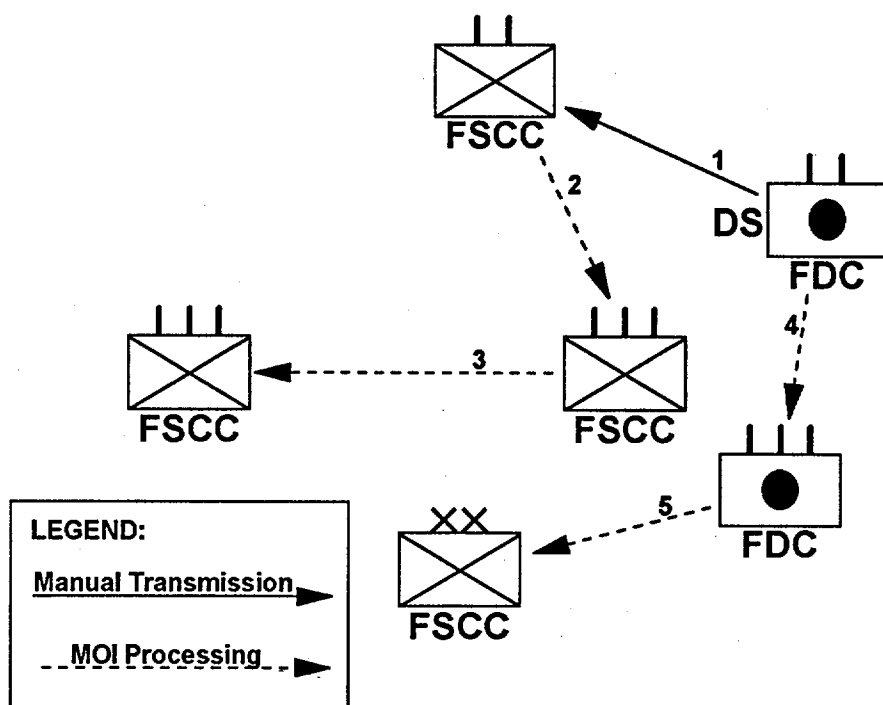 FSCC
1
2
DS
FDC
4
3
FSCC
FSCC
5
FDC
FSCC
LEGEND:
Manual Transmission
MOI Processing